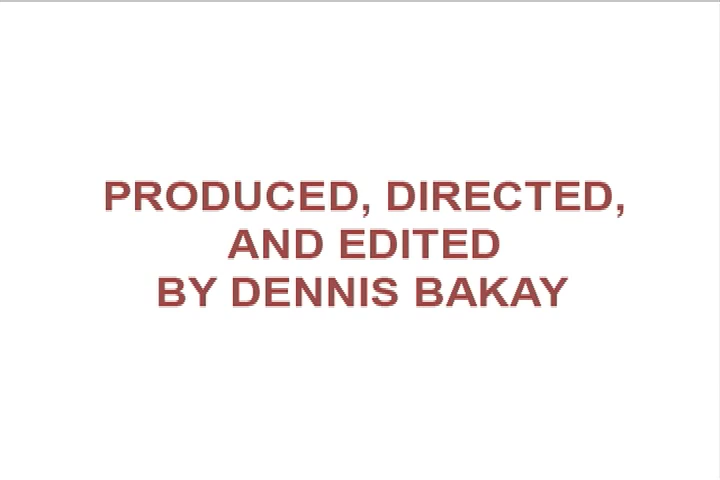 PRODUCED, DIRECTED,
AND EDITED
BY DENNIS BAKAY